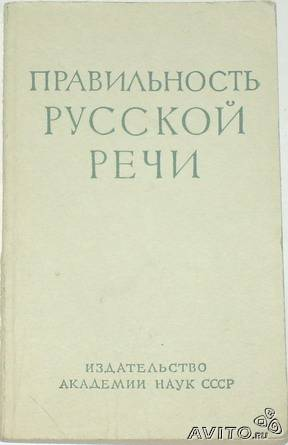 ПРАВИЛЬНОСТЬ
РУССКОЙ
РЕЧИ
ИЗДАТЕЛЬСТВО
АКАДЕМИИ НАУК СССР
AVITO.ru